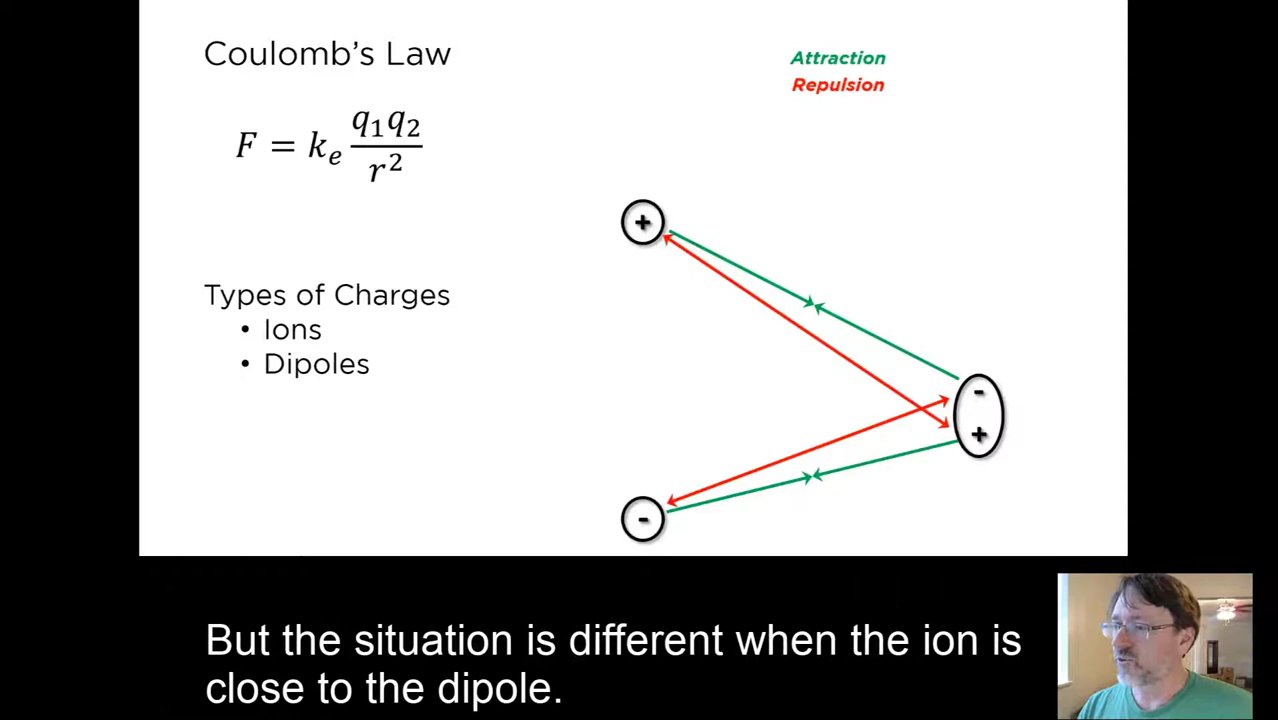 Coulomb's Law
F = kₑ q₁q₂ / r²
Types of Charges
• Ions
• Dipoles
Attraction
Repulsion
+
-
+
-
But the situation is different when the ion is
close to the dipole.